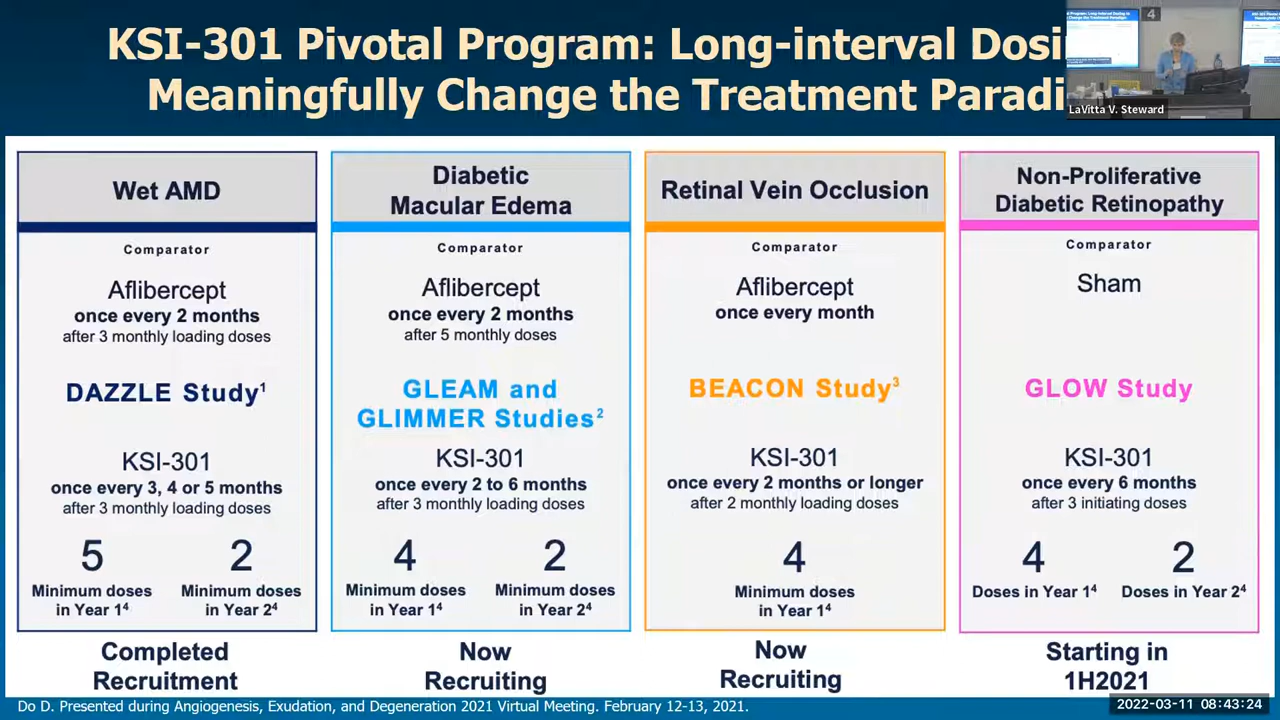 KSI-301 Pivotal Program: Long-interval Dosi
Meaningfully Change the Treatment Paradi
4
LaVitta V. Steward
Wet AMD
Comparator
Aflibercept
once every 2 months
after 3 monthly loading doses
DAZZLE Study¹
KSI-301
once every 3, 4 or 5 months
after 3 monthly loading doses
5 2
Minimum doses Minimum doses
in Year 1⁴ in Year 2⁴
Completed
Recruitment
Diabetic
Macular Edema
Comparator
Aflibercept
once every 2 months
after 5 monthly doses
GLEAM and
GLIMMER Studies²
KSI-301
once every 2 to 6 months
after 3 monthly loading doses
4 2
Minimum doses Minimum doses
in Year 1⁴ in Year 2⁴
Now
Recruiting
Retinal Vein Occlusion
Comparator
Aflibercept
once every month
BEACON Study³
KSI-301
once every 2 months or longer
after 2 monthly loading doses
4
Minimum doses
in Year 1⁴
Now
Recruiting
Non-Proliferative
Diabetic Retinopathy
Comparator
Sham
GLOW Study
KSI-301
once every 6 months
after 3 initiating doses
4 2
Doses in Year 1⁴ Doses in Year 2⁴
Starting in
1H2021
Do D. Presented during Angiogenesis, Exudation, and Degeneration 2021 Virtual Meeting. February 12-13, 2021.
2022-03-11 08:43:24